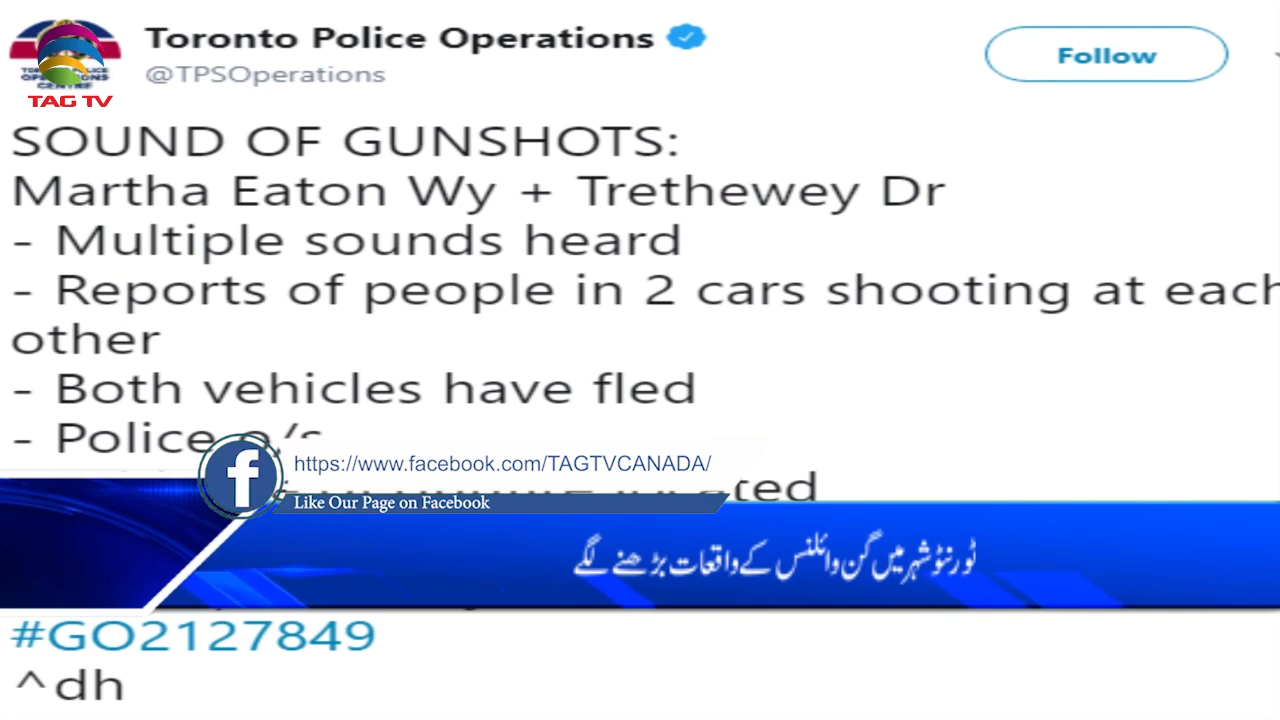 Toronto Police Operations
@TPSOperations
Follow
TAG TV
SOUND OF GUNSHOTS:
Martha Eaton Wy + Trethewey Dr
- Multiple sounds heard
- Reports of people in 2 cars shooting at each
other
- Both vehicles have fled
- Police o/s
https://www.facebook.com/TAGTVCANADA/
Like Our Page on Facebook
ٹورنٹو شہر میں گن وائلنس کے واقعات بڑھنے لگے
#GO2127849
^dh